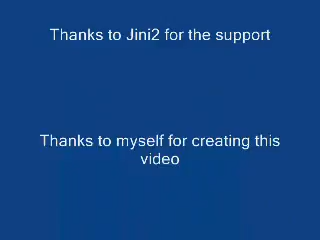 Thanks to Jini2 for the support
Thanks to myself for creating this
video